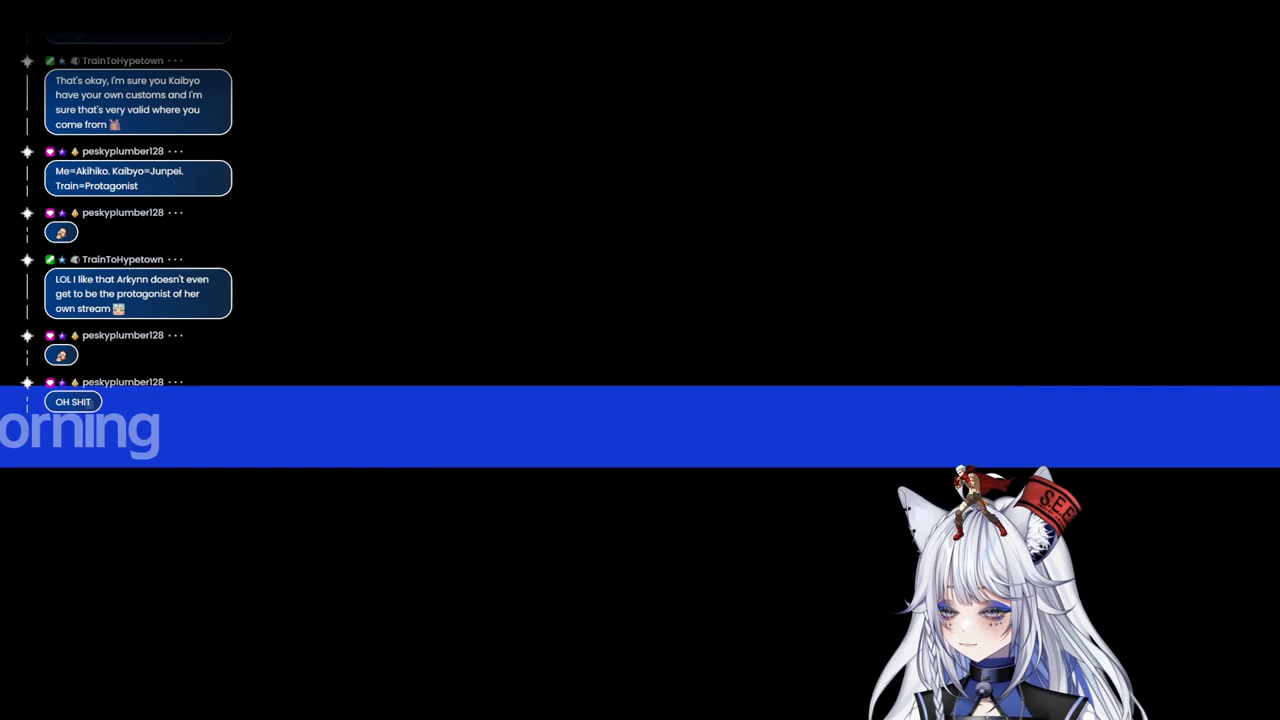 TrainToHypetown
That's okay, I'm sure you Kaibyo
have your own customs and I'm
sure that's very valid where you
come from
peskyplumber128
Me=Akihiko. Kaibyo=Junpei.
Train=Protagonist
peskyplumber128
TrainToHypetown
LOL I like that Arkynn doesn't even
get to be the protagonist of her
own stream
peskyplumber128
peskyplumber128
OH SHIT
orning
S.E.E